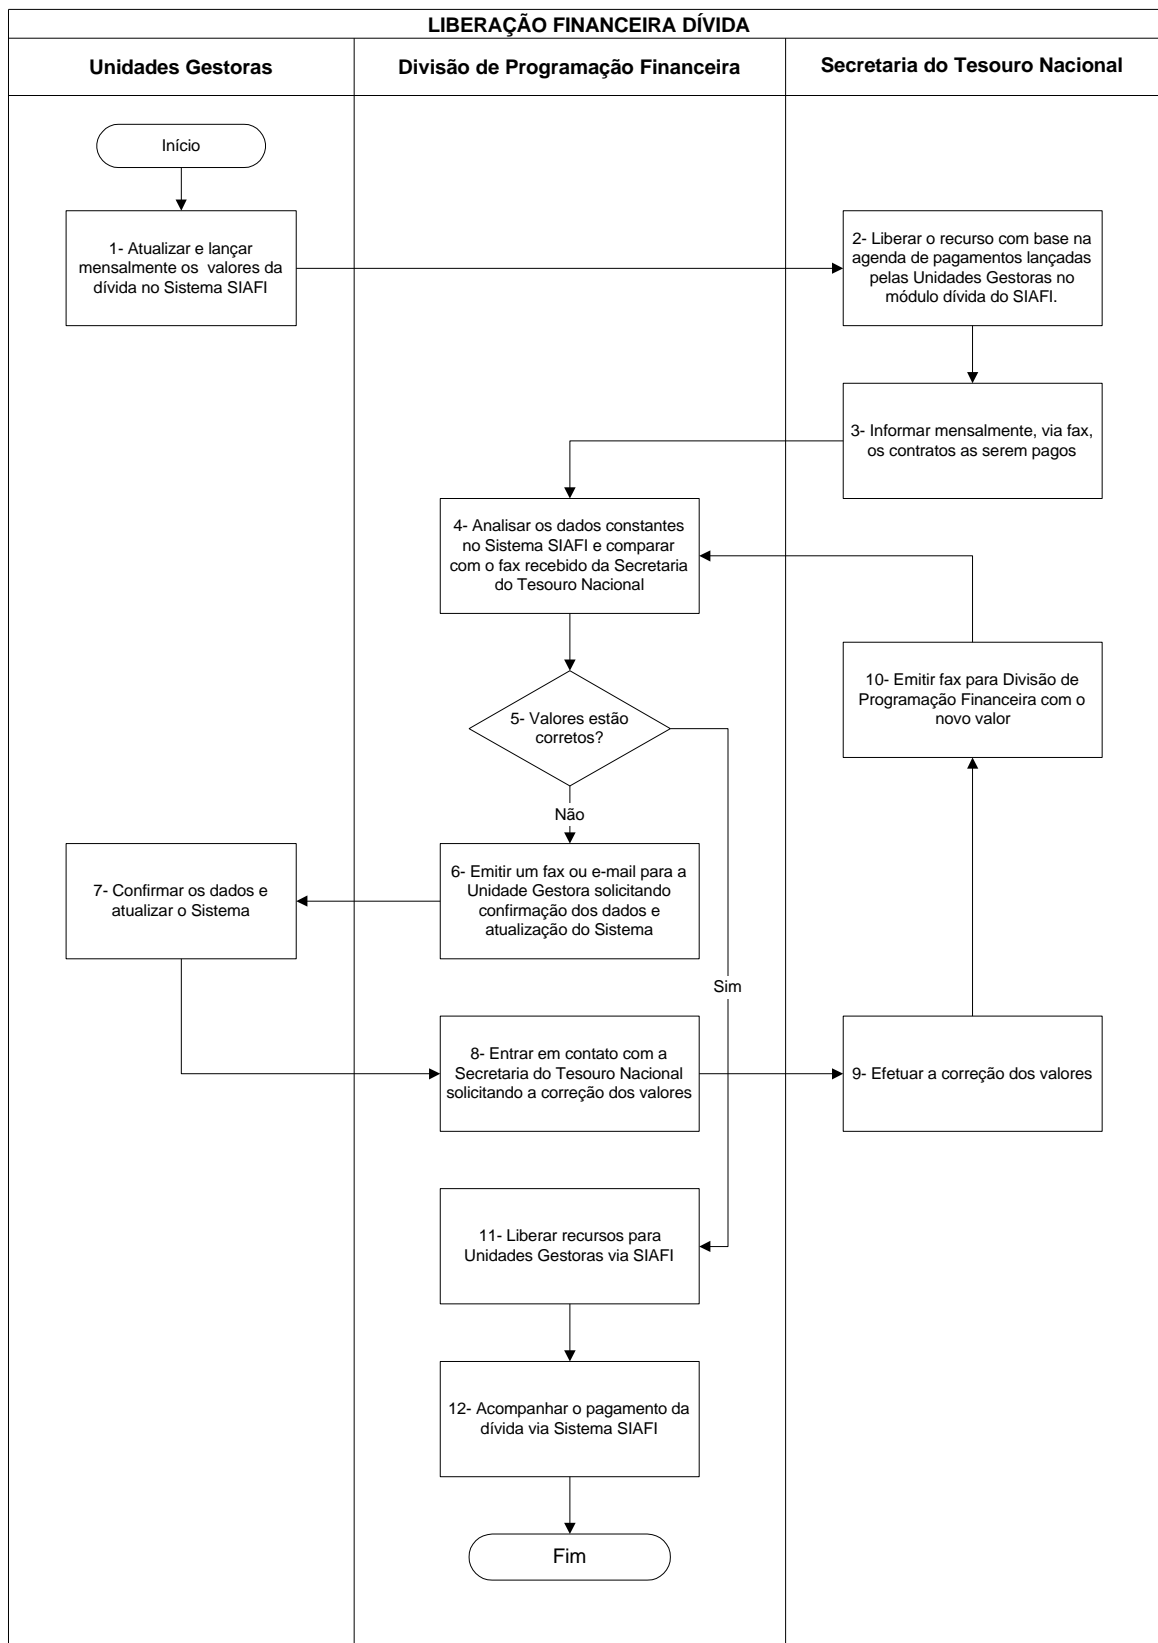 LIBERAÇÃO FINANCEIRA DÍVIDA
Unidades Gestoras
Divisão de Programação Financeira
Secretaria do Tesouro Nacional
Início
1- Atualizar e lançar
mensalmente os valores da
dívida no Sistema SIAFI
2- Liberar o recurso com base na
agenda de pagamentos lançadas
pelas Unidades Gestoras no
módulo dívida do SIAFI.
3- Informar mensalmente, via fax,
os contratos as serem pagos
4- Analisar os dados constantes
no Sistema SIAFI e comparar
com o fax recebido da Secretaria
do Tesouro Nacional
5- Valores estão
corretos?
Não
Sim
6- Emitir um fax ou e-mail para a
Unidade Gestora solicitando
confirmação dos dados e
atualização do Sistema
7- Confirmar os dados e
atualizar o Sistema
8- Entrar em contato com a
Secretaria do Tesouro Nacional
solicitando a correção dos valores
9- Efetuar a correção dos valores
10- Emitir fax para Divisão de
Programação Financeira com o
novo valor
11- Liberar recursos para
Unidades Gestoras via SIAFI
12- Acompanhar o pagamento da
dívida via Sistema SIAFI
Fim